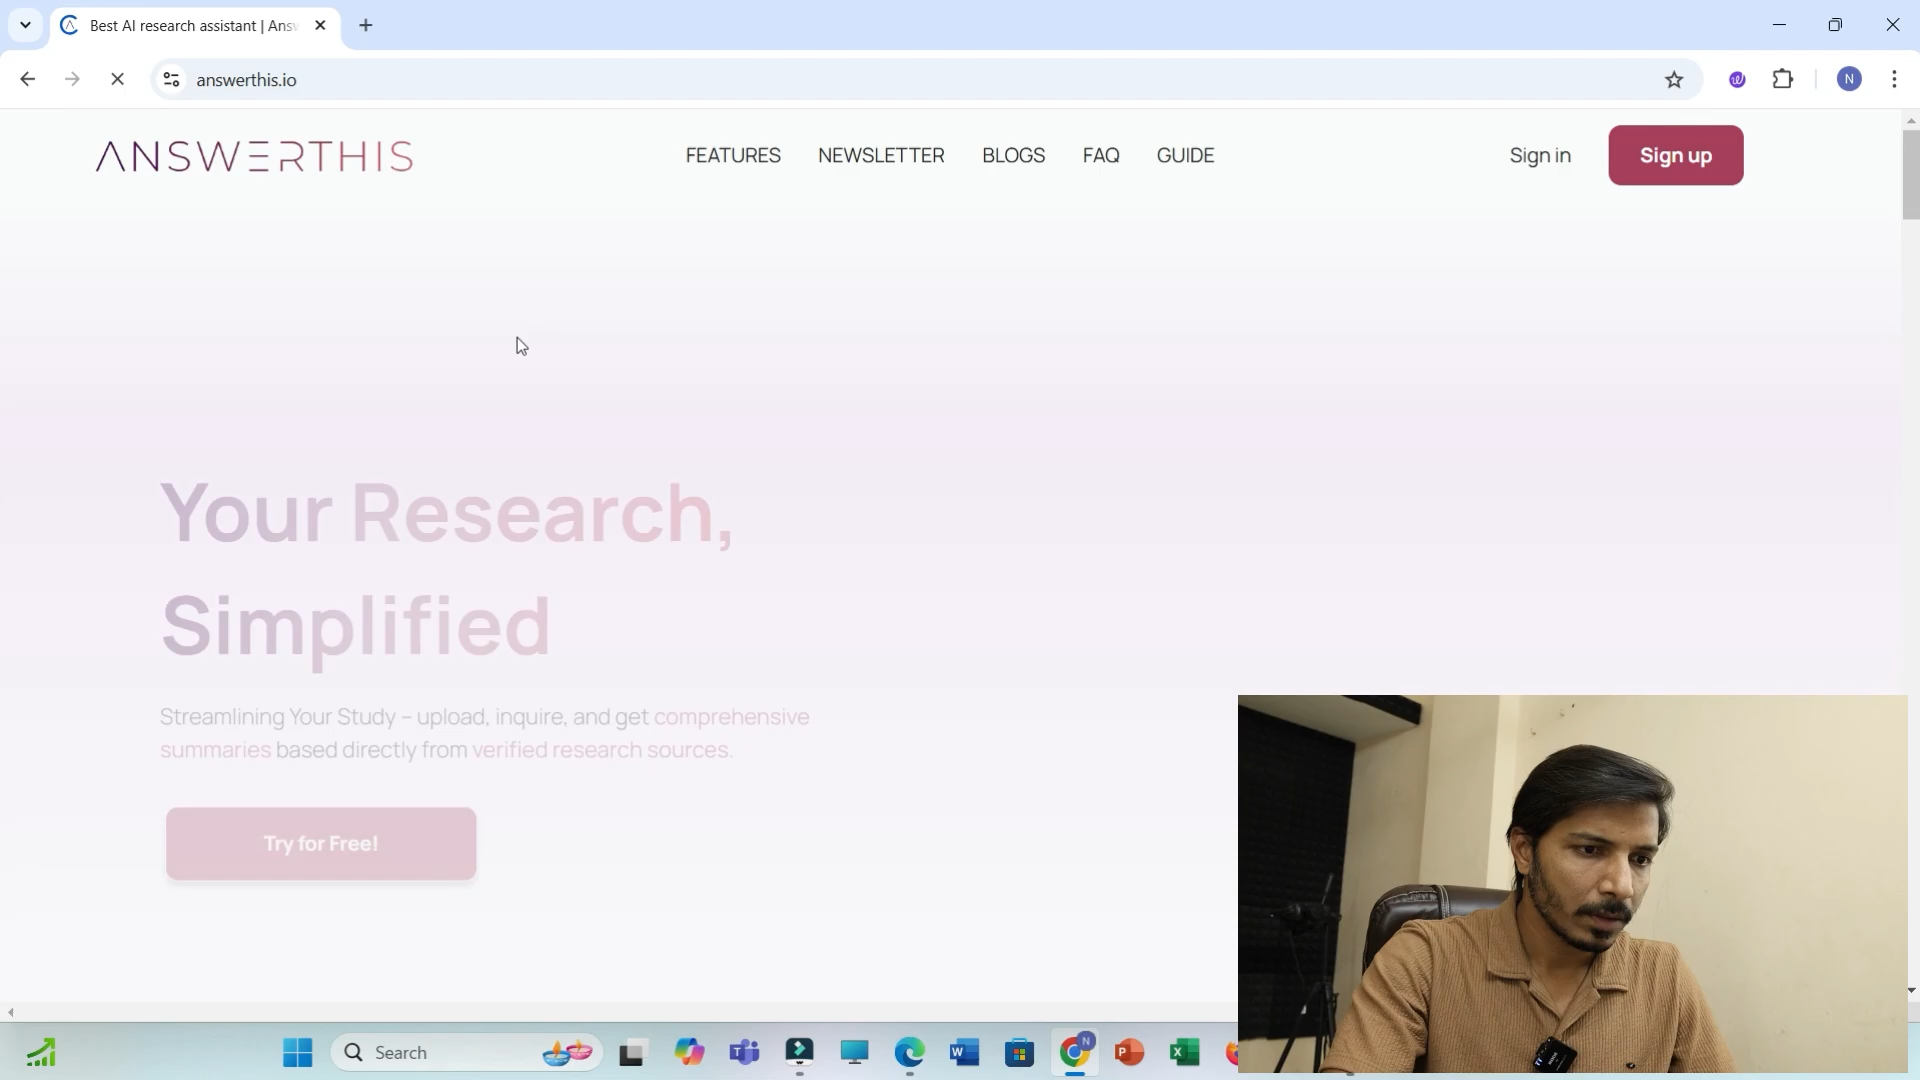 Best AI research assistant | Answ
answerthis.io
N
ANSWERTHIS
FEATURES
NEWSLETTER
BLOGS
FAQ
GUIDE
Sign in
Sign up
Your Research,
Simplified
Streamlining Your Study – upload, inquire, and get comprehensive
summaries based directly from verified research sources.
Try for Free!
Search
N